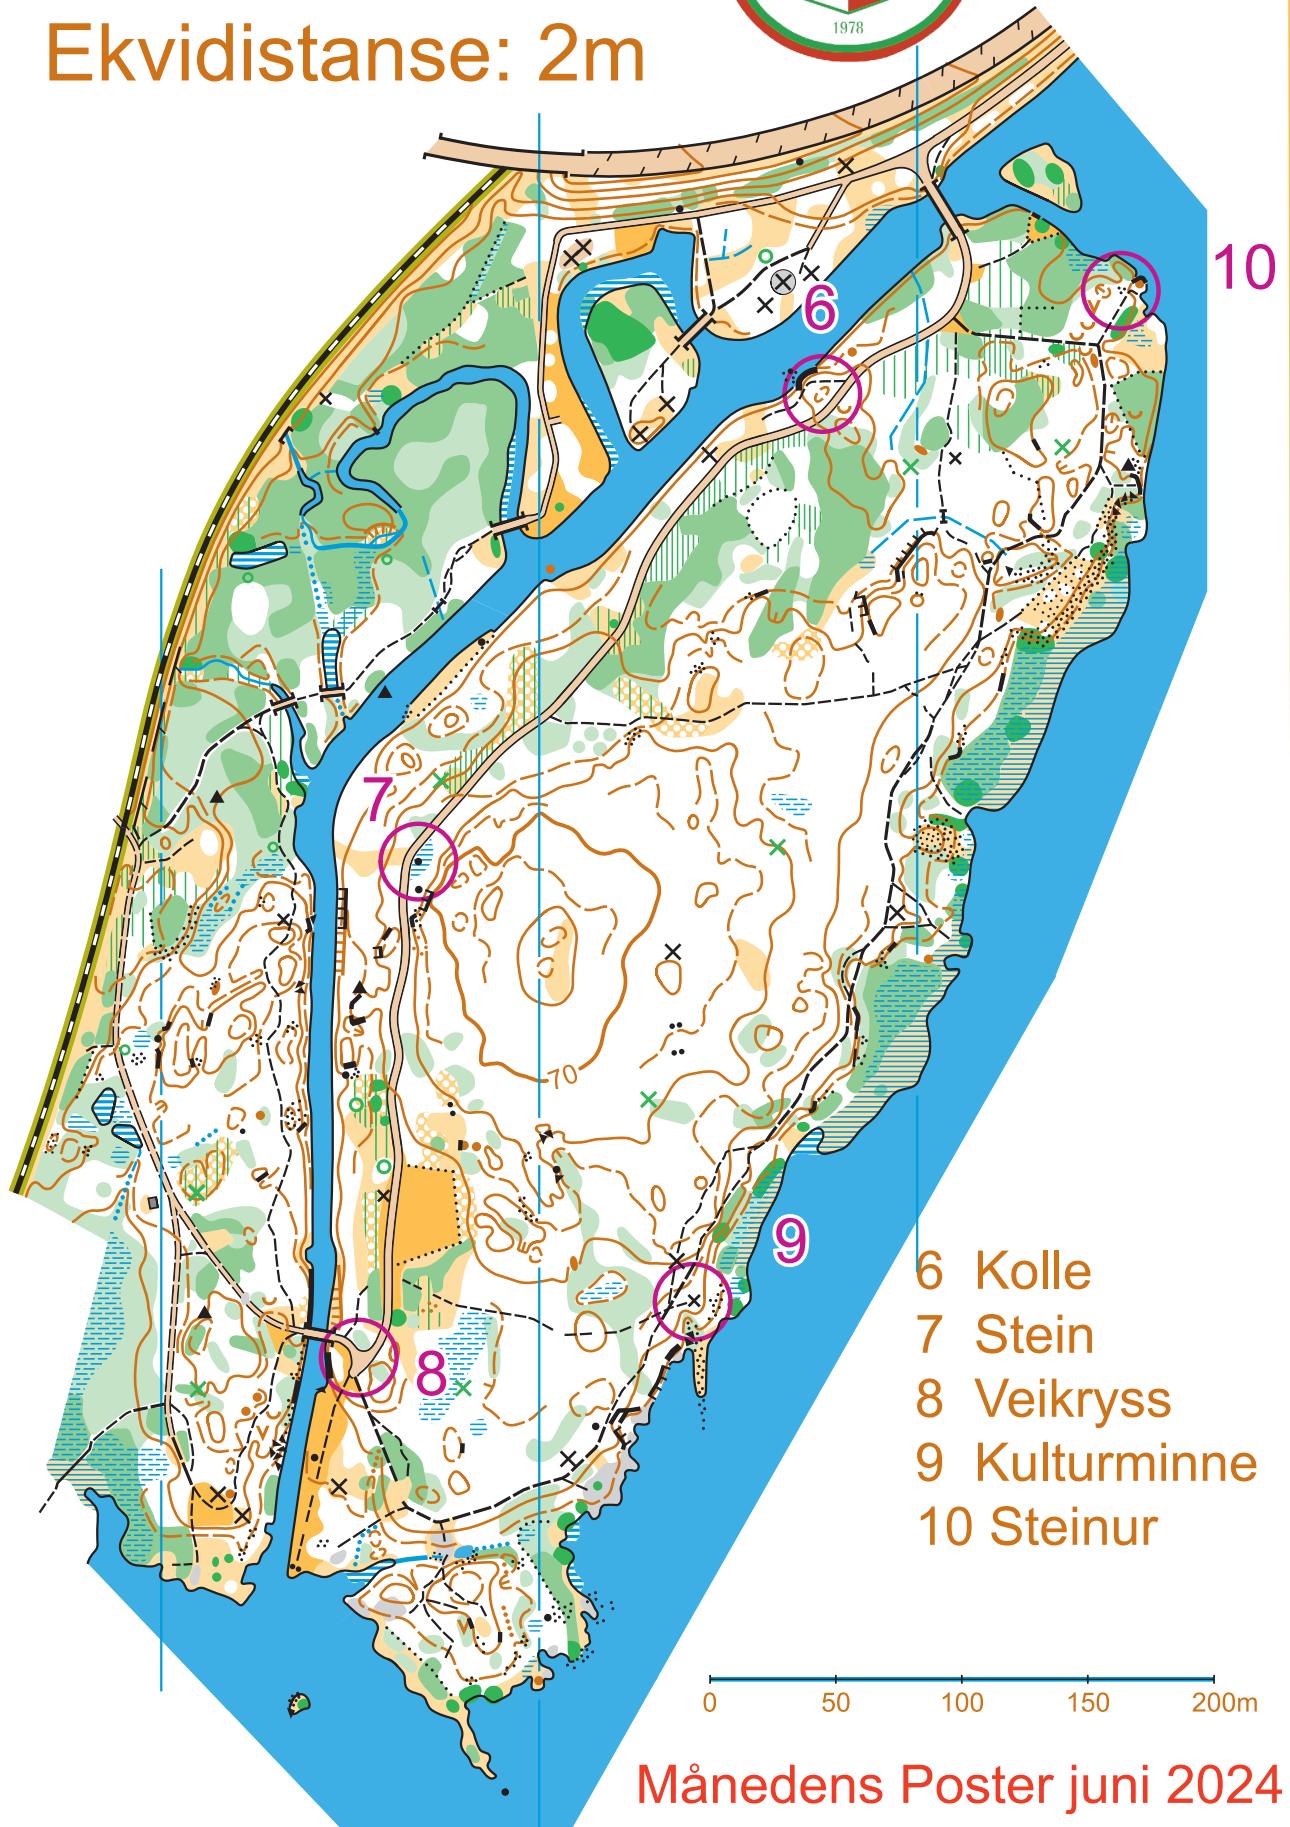 Ekvidistanse: 2m
1978
10
6
7
70
9
8
6 Kolle
7 Stein
8 Veikryss
9 Kulturminne
10 Steinur
0 50 100 150 200m
Månedens Poster juni 2024